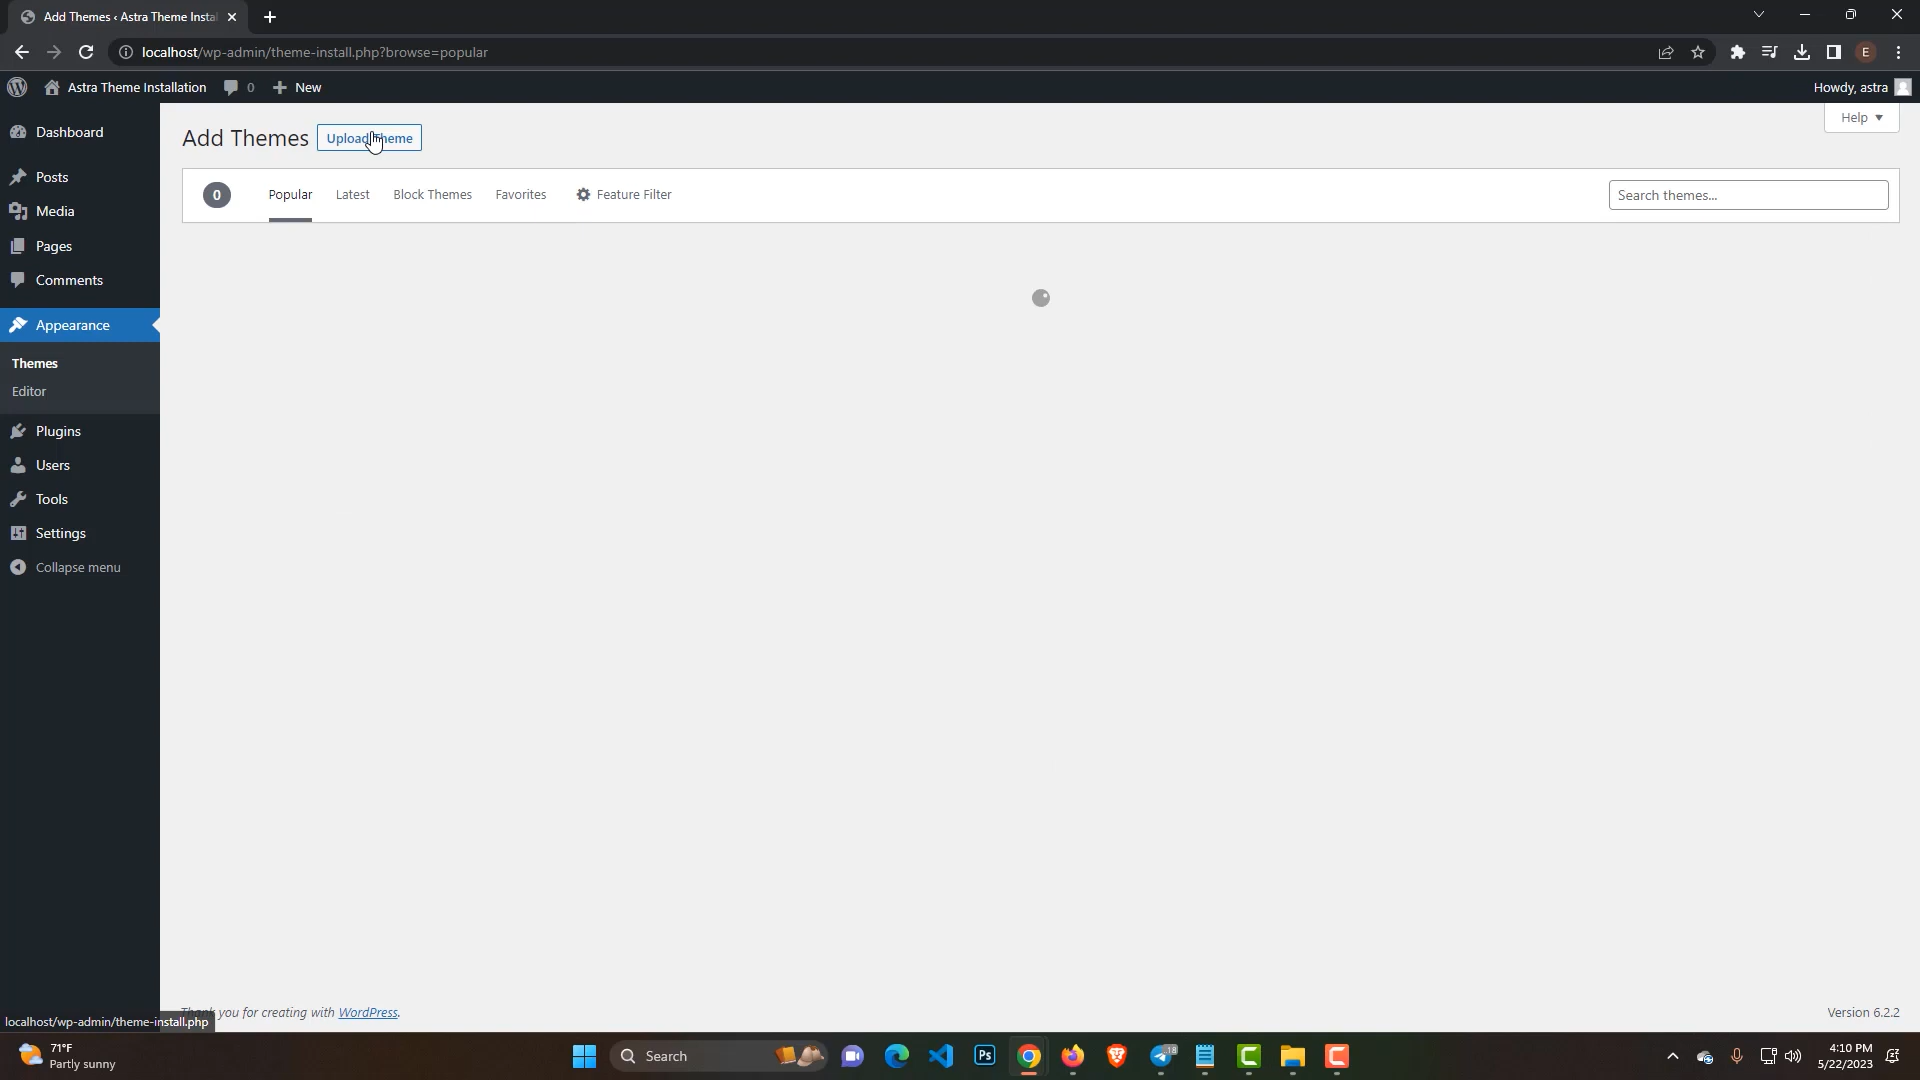 Add Themes ‹ Astra Theme Instal
localhost/wp-admin/theme-install.php?browse=popular
E
Astra Theme Installation
0
New
Howdy, astra
Dashboard
Posts
Media
Pages
Comments
Appearance
Themes
Editor
Plugins
Users
Tools
Settings
Collapse menu
Add Themes
Upload Theme
Help
0
Popular
Latest
Block Themes
Favorites
Feature Filter
Search themes...
Thank you for creating with WordPress.
Version 6.2.2
localhost/wp-admin/theme-install.php
71°F
Partly sunny
Search
Ps
18
4:10 PM
5/22/2023